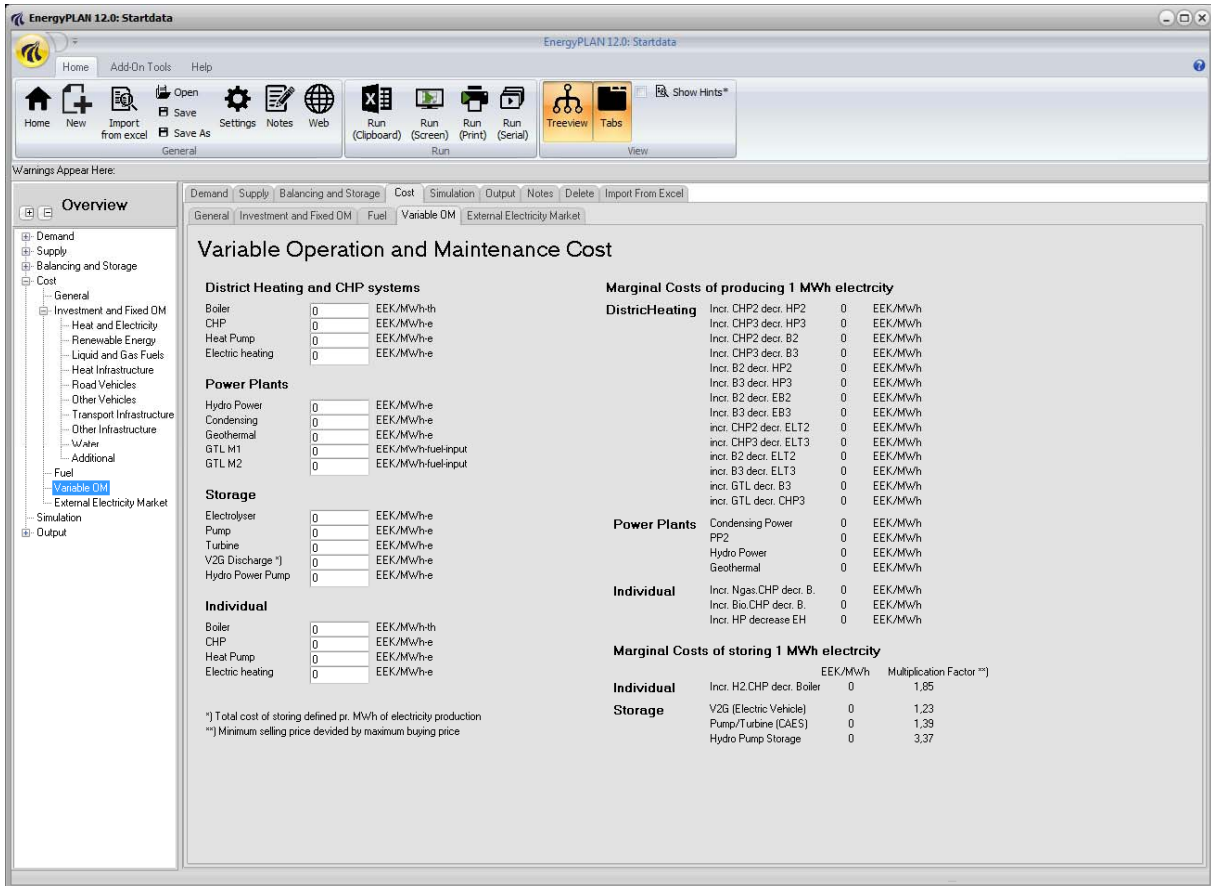 EnergyPLAN 12.0: Startdata
EnergyPLAN 12.0: Startdata
Home Add-On Tools Help
Home
New
Import from excel
Open
Save
Save As
Settings
Notes
Web
General
Run (Clipboard)
Run (Screen)
Run (Print)
Run (Serial)
Run
Treeview
Tabs
Show Hints*
View
Warnings Appear Here:
Overview
Demand
Supply
Balancing and Storage
Cost
General
Investment and Fixed OM
Heat and Electricity
Renewable Energy
Liquid and Gas Fuels
Heat Infrastructure
Road Vehicles
Other Vehicles
Transport Infrastructure
Other Infrastructure
Water
Additional
Fuel
Variable OM
External Electricity Market
Simulation
Output
Demand Supply Balancing and Storage Cost Simulation Output Notes Delete Import From Excel
General Investment and Fixed OM Fuel Variable OM External Electricity Market
Variable Operation and Maintenance Cost
District Heating and CHP systems
Boiler 0 EEK/MWh-th
CHP 0 EEK/MWh-e
Heat Pump 0 EEK/MWh-e
Electric heating 0 EEK/MWh-e
Power Plants
Hydro Power 0 EEK/MWh-e
Condensing 0 EEK/MWh-e
Geothermal 0 EEK/MWh-e
GTL M1 0 EEK/MWh-fuel-input
GTL M2 0 EEK/MWh-fuel-input
Storage
Electrolyser 0 EEK/MWh-e
Pump 0 EEK/MWh-e
Turbine 0 EEK/MWh-e
V2G Discharge *) 0 EEK/MWh-e
Hydro Power Pump 0 EEK/MWh-e
Individual
Boiler 0 EEK/MWh-th
CHP 0 EEK/MWh-e
Heat Pump 0 EEK/MWh-e
Electric heating 0 EEK/MWh-e
*) Total cost of storing defined pr. MWh of electricity production
**) Minimum selling price devided by maximum buying price
Marginal Costs of producing 1 MWh electrcity
DistricHeating Incr. CHP2 decr. HP2 0 EEK/MWh
Incr. CHP3 decr. HP3 0 EEK/MWh
Incr. CHP2 decr. B2 0 EEK/MWh
Incr. CHP3 decr. B3 0 EEK/MWh
Incr. B2 decr. HP2 0 EEK/MWh
Incr. B3 decr. HP3 0 EEK/MWh
Incr. B2 decr. EB2 0 EEK/MWh
Incr. B3 decr. EB3 0 EEK/MWh
incr. CHP2 decr. ELT2 0 EEK/MWh
incr. CHP3 decr. ELT3 0 EEK/MWh
incr. B2 decr. ELT2 0 EEK/MWh
incr. B3 decr. ELT3 0 EEK/MWh
incr. GTL decr. B3 0 EEK/MWh
incr. GTL decr. CHP3 0 EEK/MWh
Power Plants Condensing Power 0 EEK/MWh
PP2 0 EEK/MWh
Hydro Power 0 EEK/MWh
Geothermal 0 EEK/MWh
Individual Incr. Ngas.CHP decr. B. 0 EEK/MWh
Incr. Bio.CHP decr. B. 0 EEK/MWh
Incr. HP decrease EH 0 EEK/MWh
Marginal Costs of storing 1 MWh electrcity
EEK/MWh Multiplication Factor **)
Individual Incr. H2.CHP decr. Boiler 0 1,85
Storage V2G (Electric Vehicle) 0 1,23
Pump/Turbine (CAES) 0 1,39
Hydro Pump Storage 0 3,37